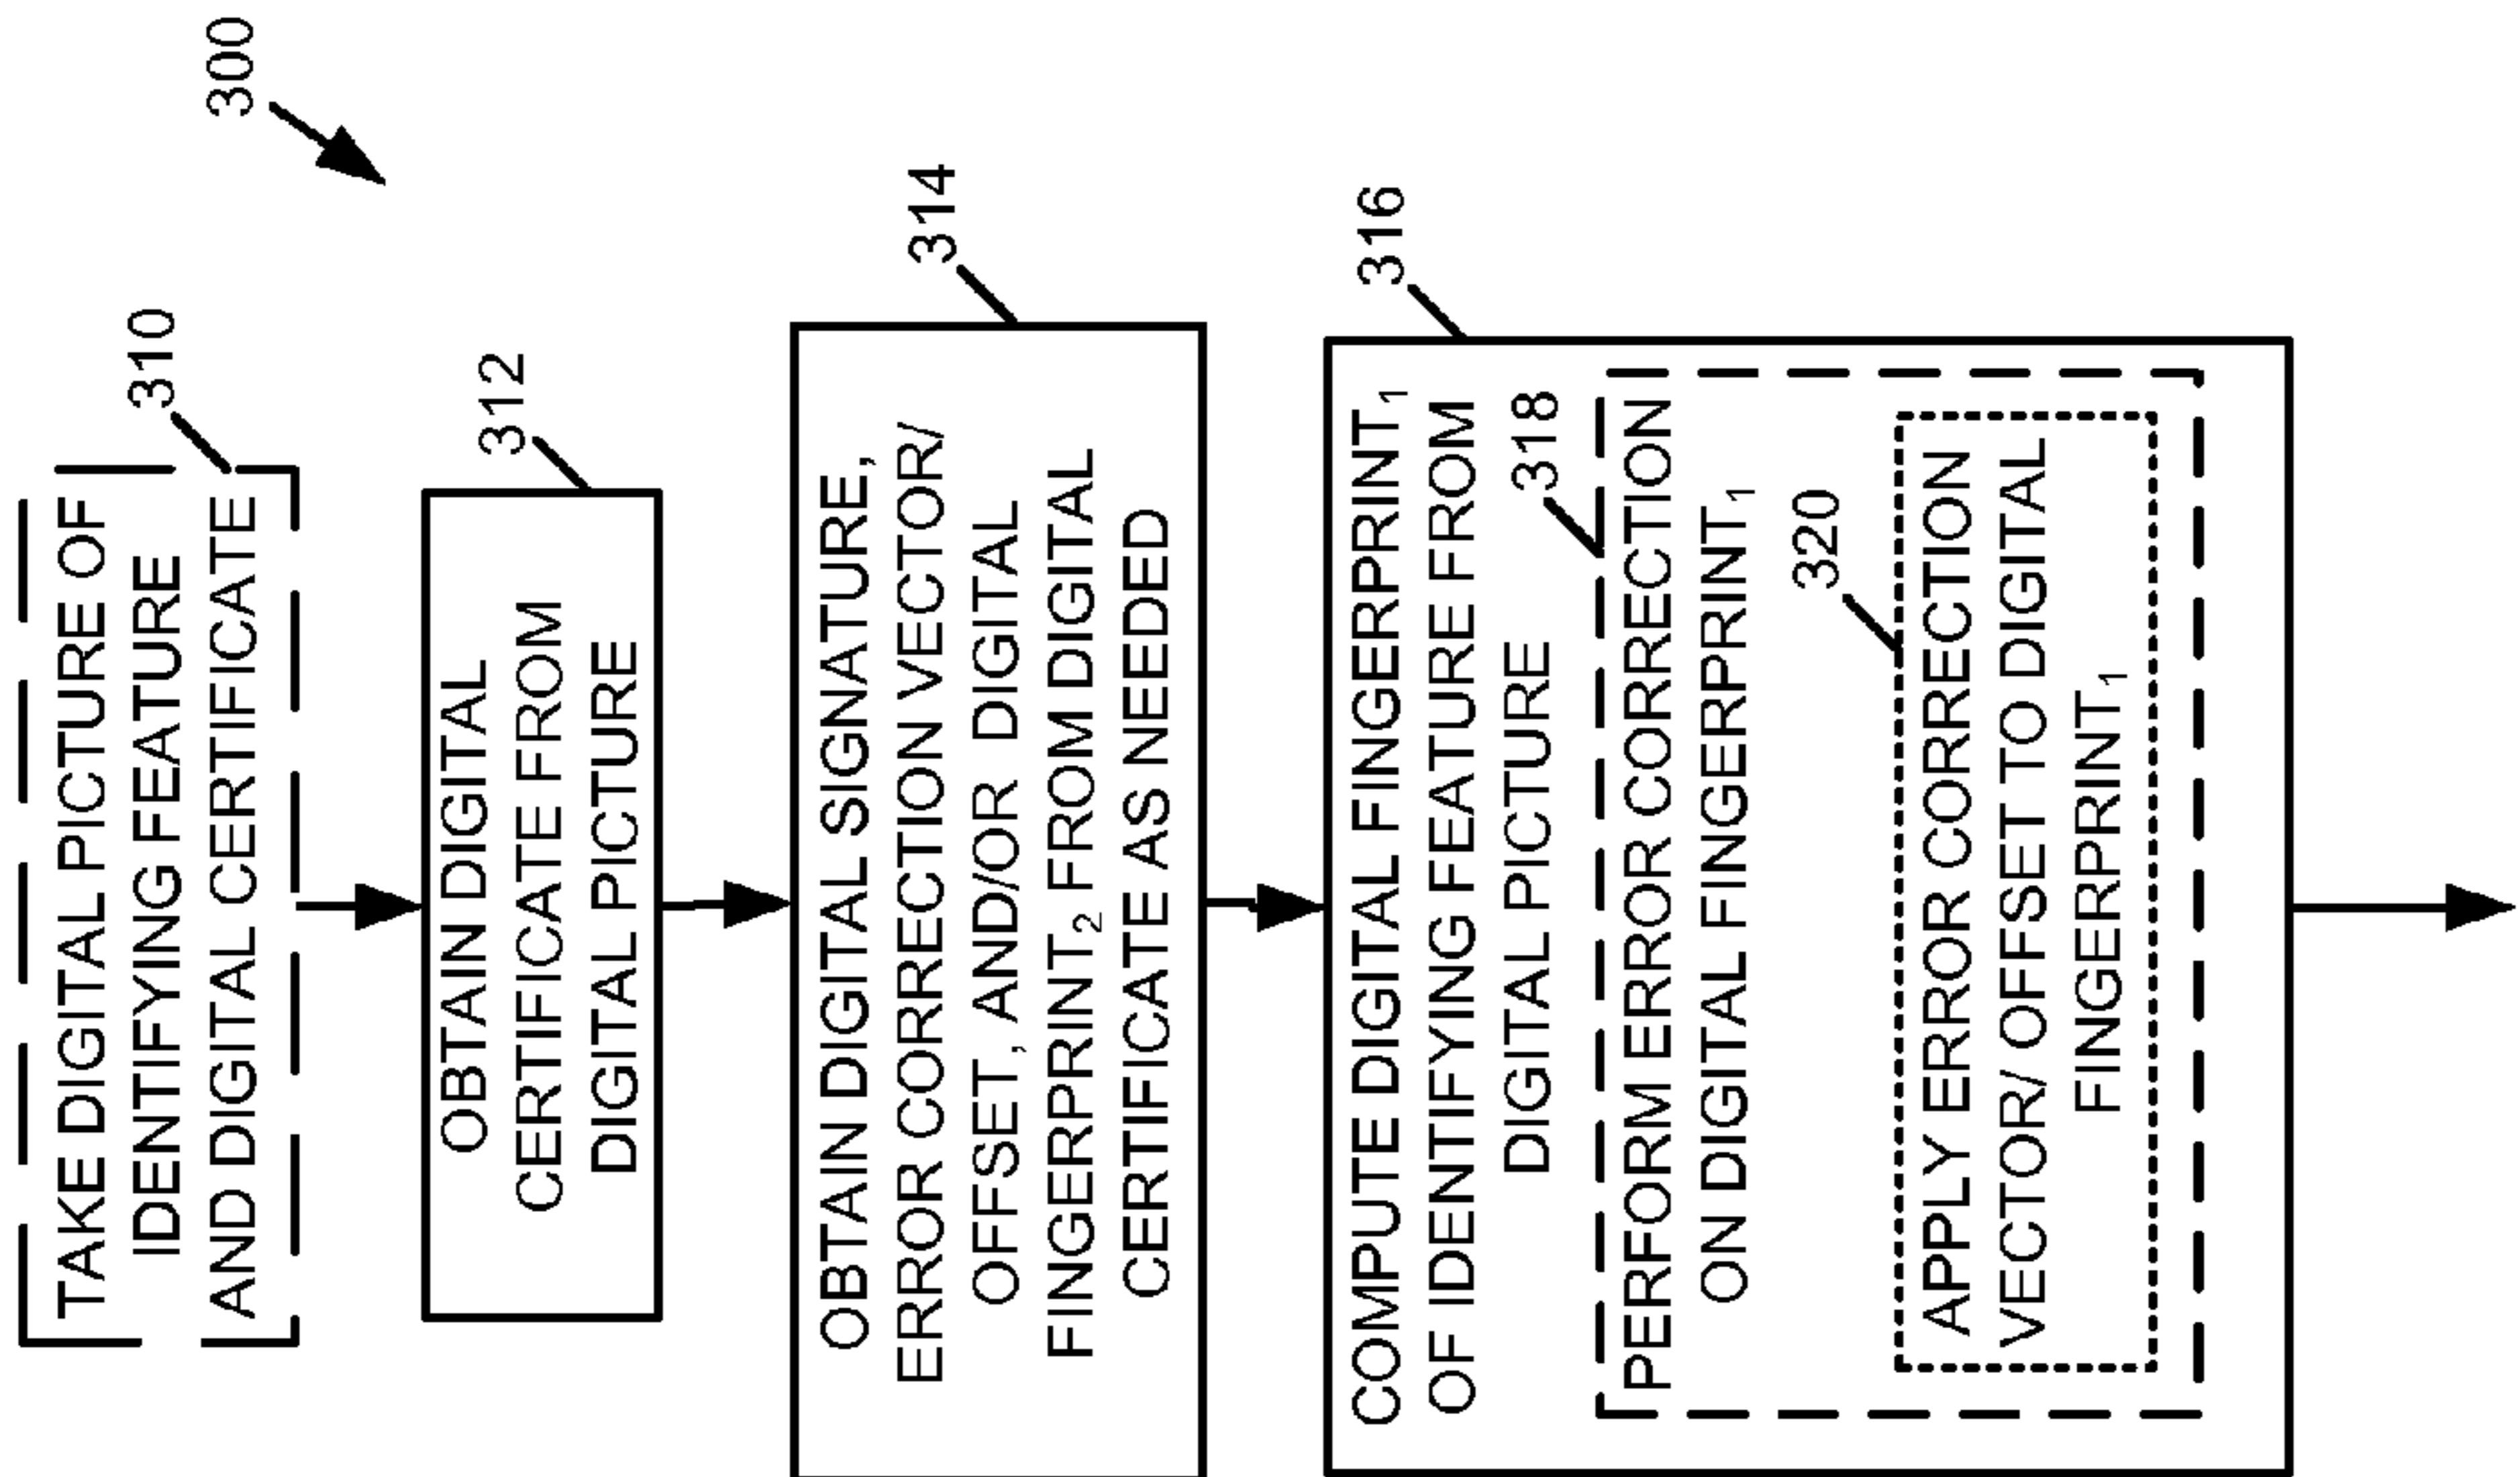 300
310
TAKE DIGITAL PICTURE OF
IDENTIFYING FEATURE
AND DIGITAL CERTIFICATE
312
OBTAIN DIGITAL
CERTIFICATE FROM
DIGITAL PICTURE
314
OBTAIN DIGITAL SIGNATURE,
ERROR CORRECTION VECTOR/
OFFSET, AND/OR DIGITAL
FINGERPRINT₂ FROM DIGITAL
CERTIFICATE AS NEEDED
316
COMPUTE DIGITAL FINGERPRINT₁
OF IDENTIFYING FEATURE FROM
DIGITAL PICTURE
318
PERFORM ERROR CORRECTION
ON DIGITAL FINGERPRINT₁
320
APPLY ERROR CORRECTION
VECTOR/ OFFSET TO DIGITAL
FINGERPRINT₁